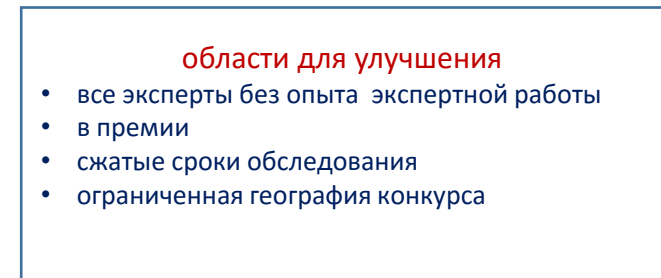 области для улучшения
• все эксперты без опыта экспертной работы
• в премии
• сжатые сроки обследования
• ограниченная география конкурса